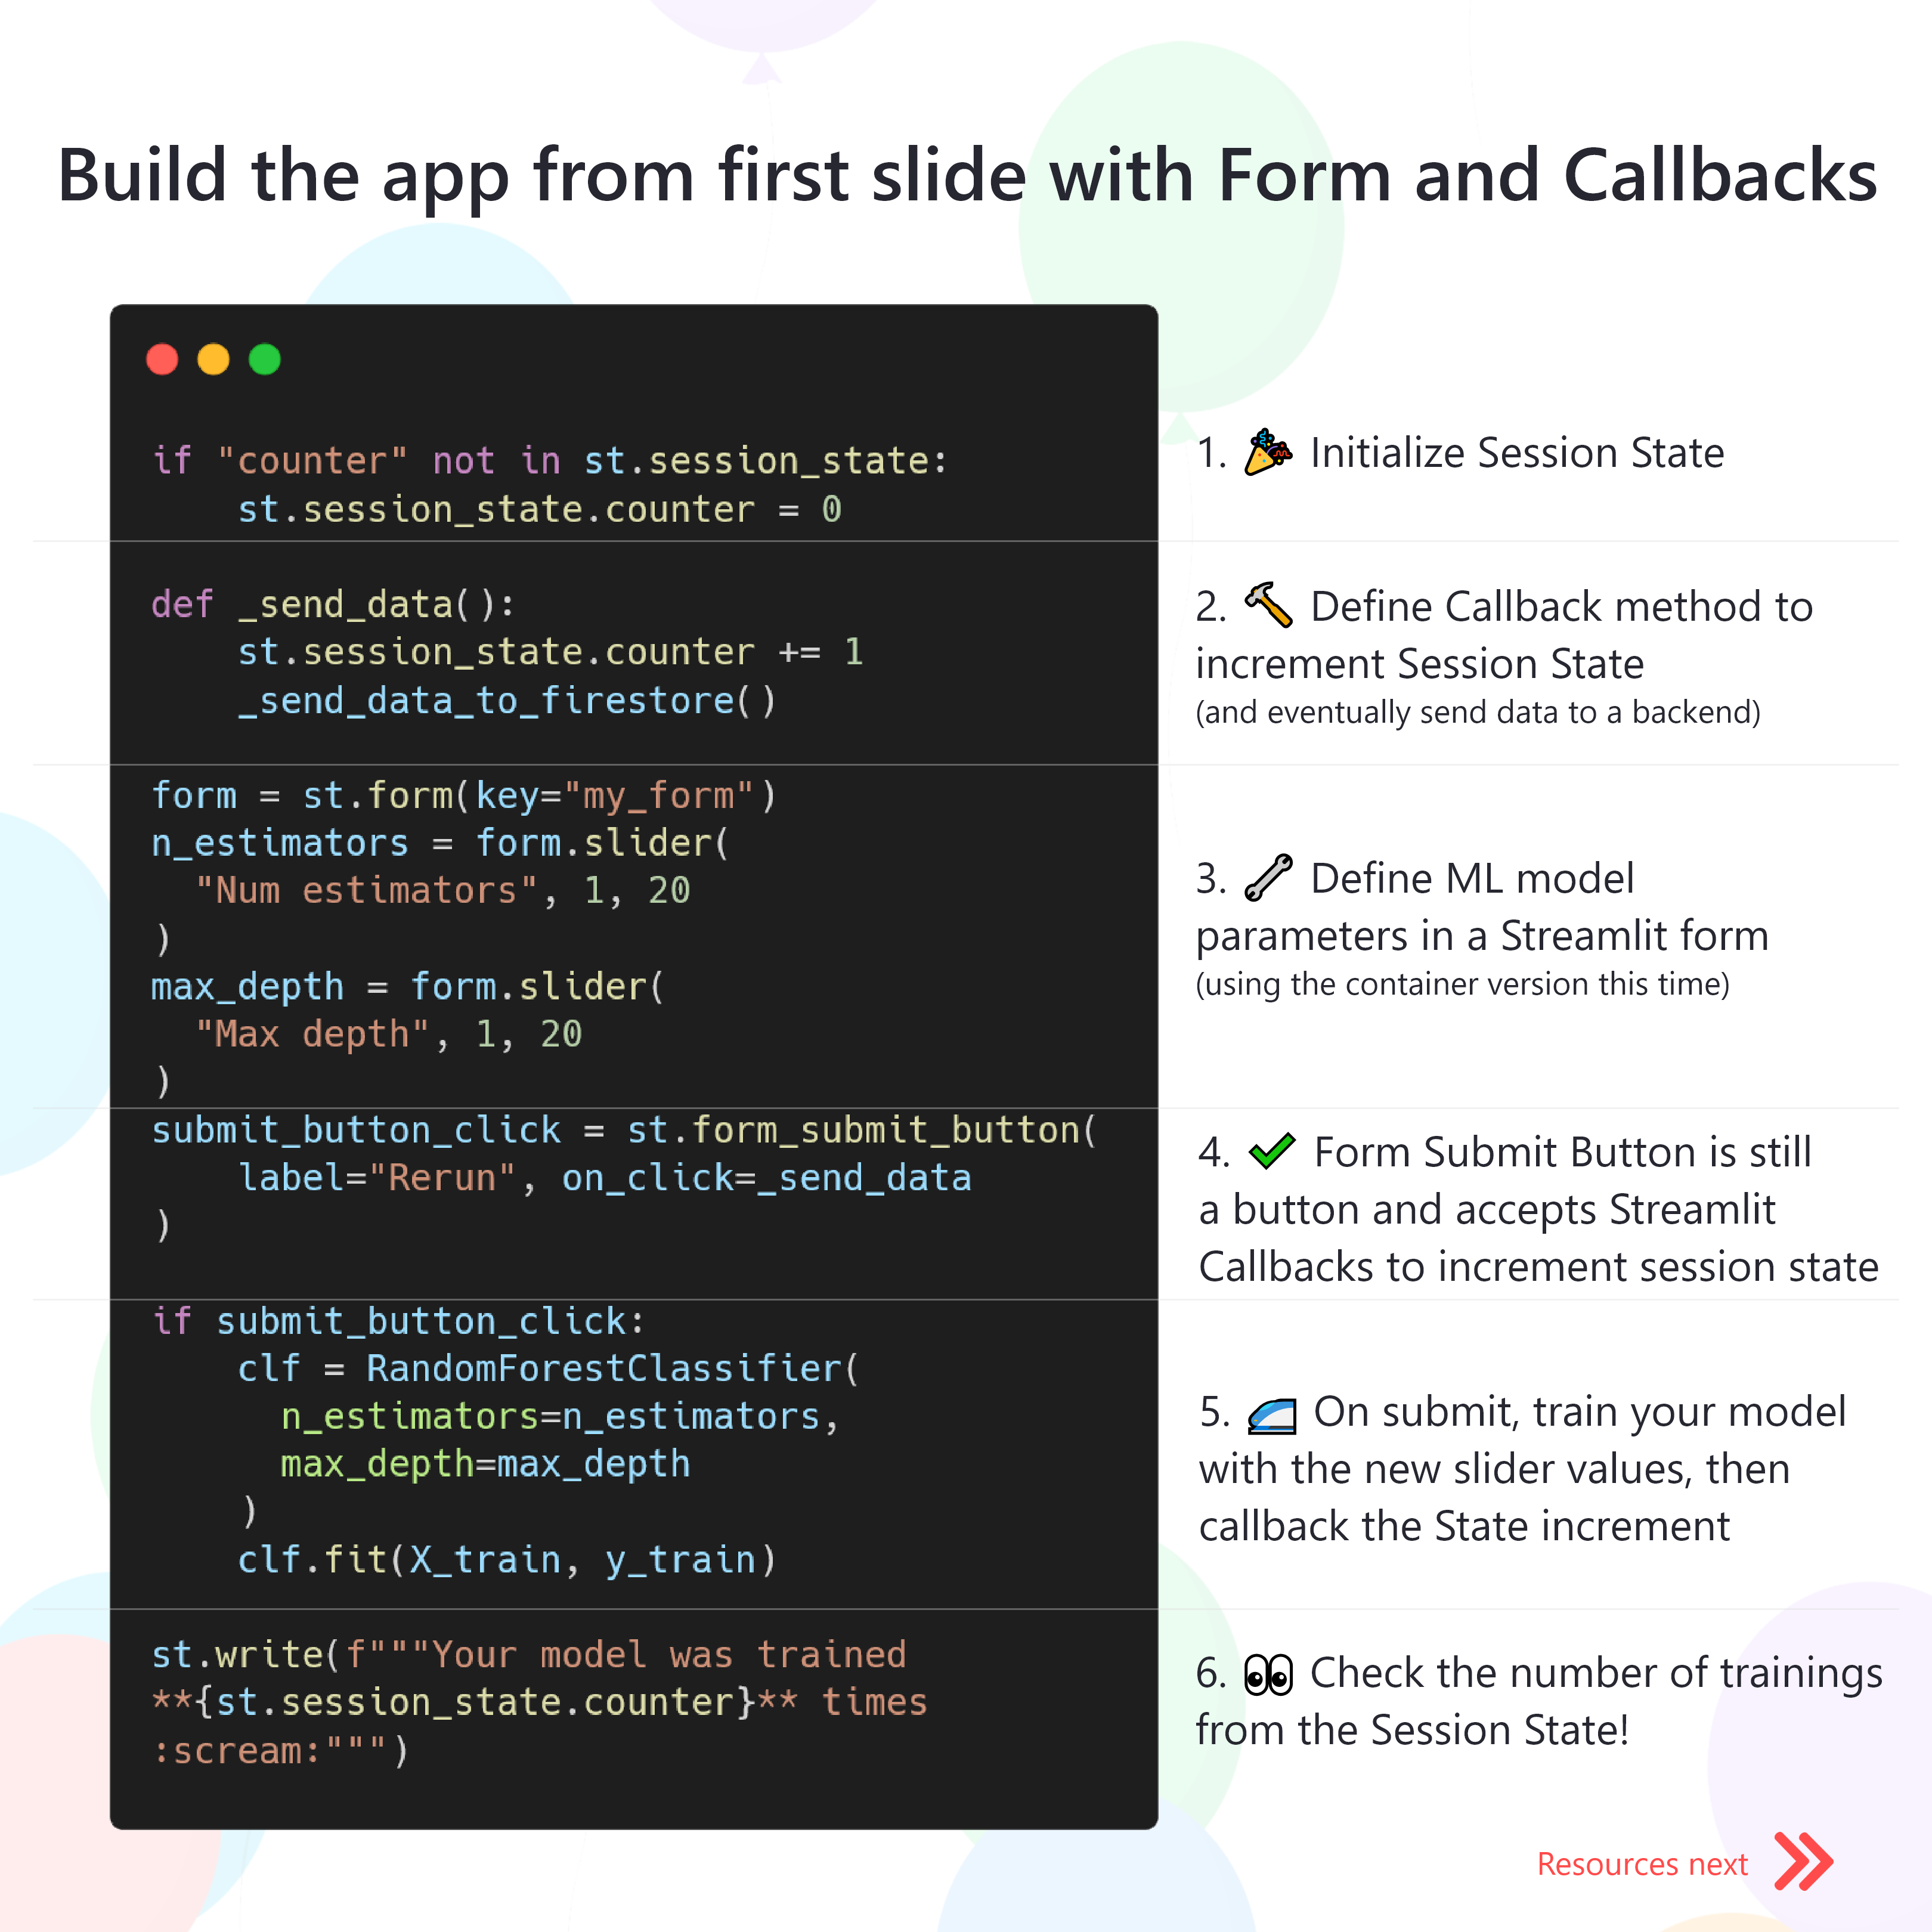 Build the app from first slide with Form and Callbacks
if "counter" not in st.session_state:
    st.session_state.counter = 0
1. 🎉 Initialize Session State
def _send_data():
    st.session_state.counter += 1
    _send_data_to_firestore()
2. 🔨 Define Callback method to
increment Session State
(and eventually send data to a backend)
form = st.form(key="my_form")
n_estimators = form.slider(
  "Num estimators", 1, 20
)
max_depth = form.slider(
  "Max depth", 1, 20
)
3. 🔧 Define ML model
parameters in a Streamlit form
(using the container version this time)
submit_button_click = st.form_submit_button(
    label="Rerun", on_click=_send_data
)
4. ✔ Form Submit Button is still
a button and accepts Streamlit
Callbacks to increment session state
if submit_button_click:
    clf = RandomForestClassifier(
      n_estimators=n_estimators,
      max_depth=max_depth
    )
    clf.fit(X_train, y_train)
5. 🚄 On submit, train your model
with the new slider values, then
callback the State increment
st.write(f"""Your model was trained
**{st.session_state.counter}** times
:scream:""")
6. 👀 Check the number of trainings
from the Session State!
Resources next